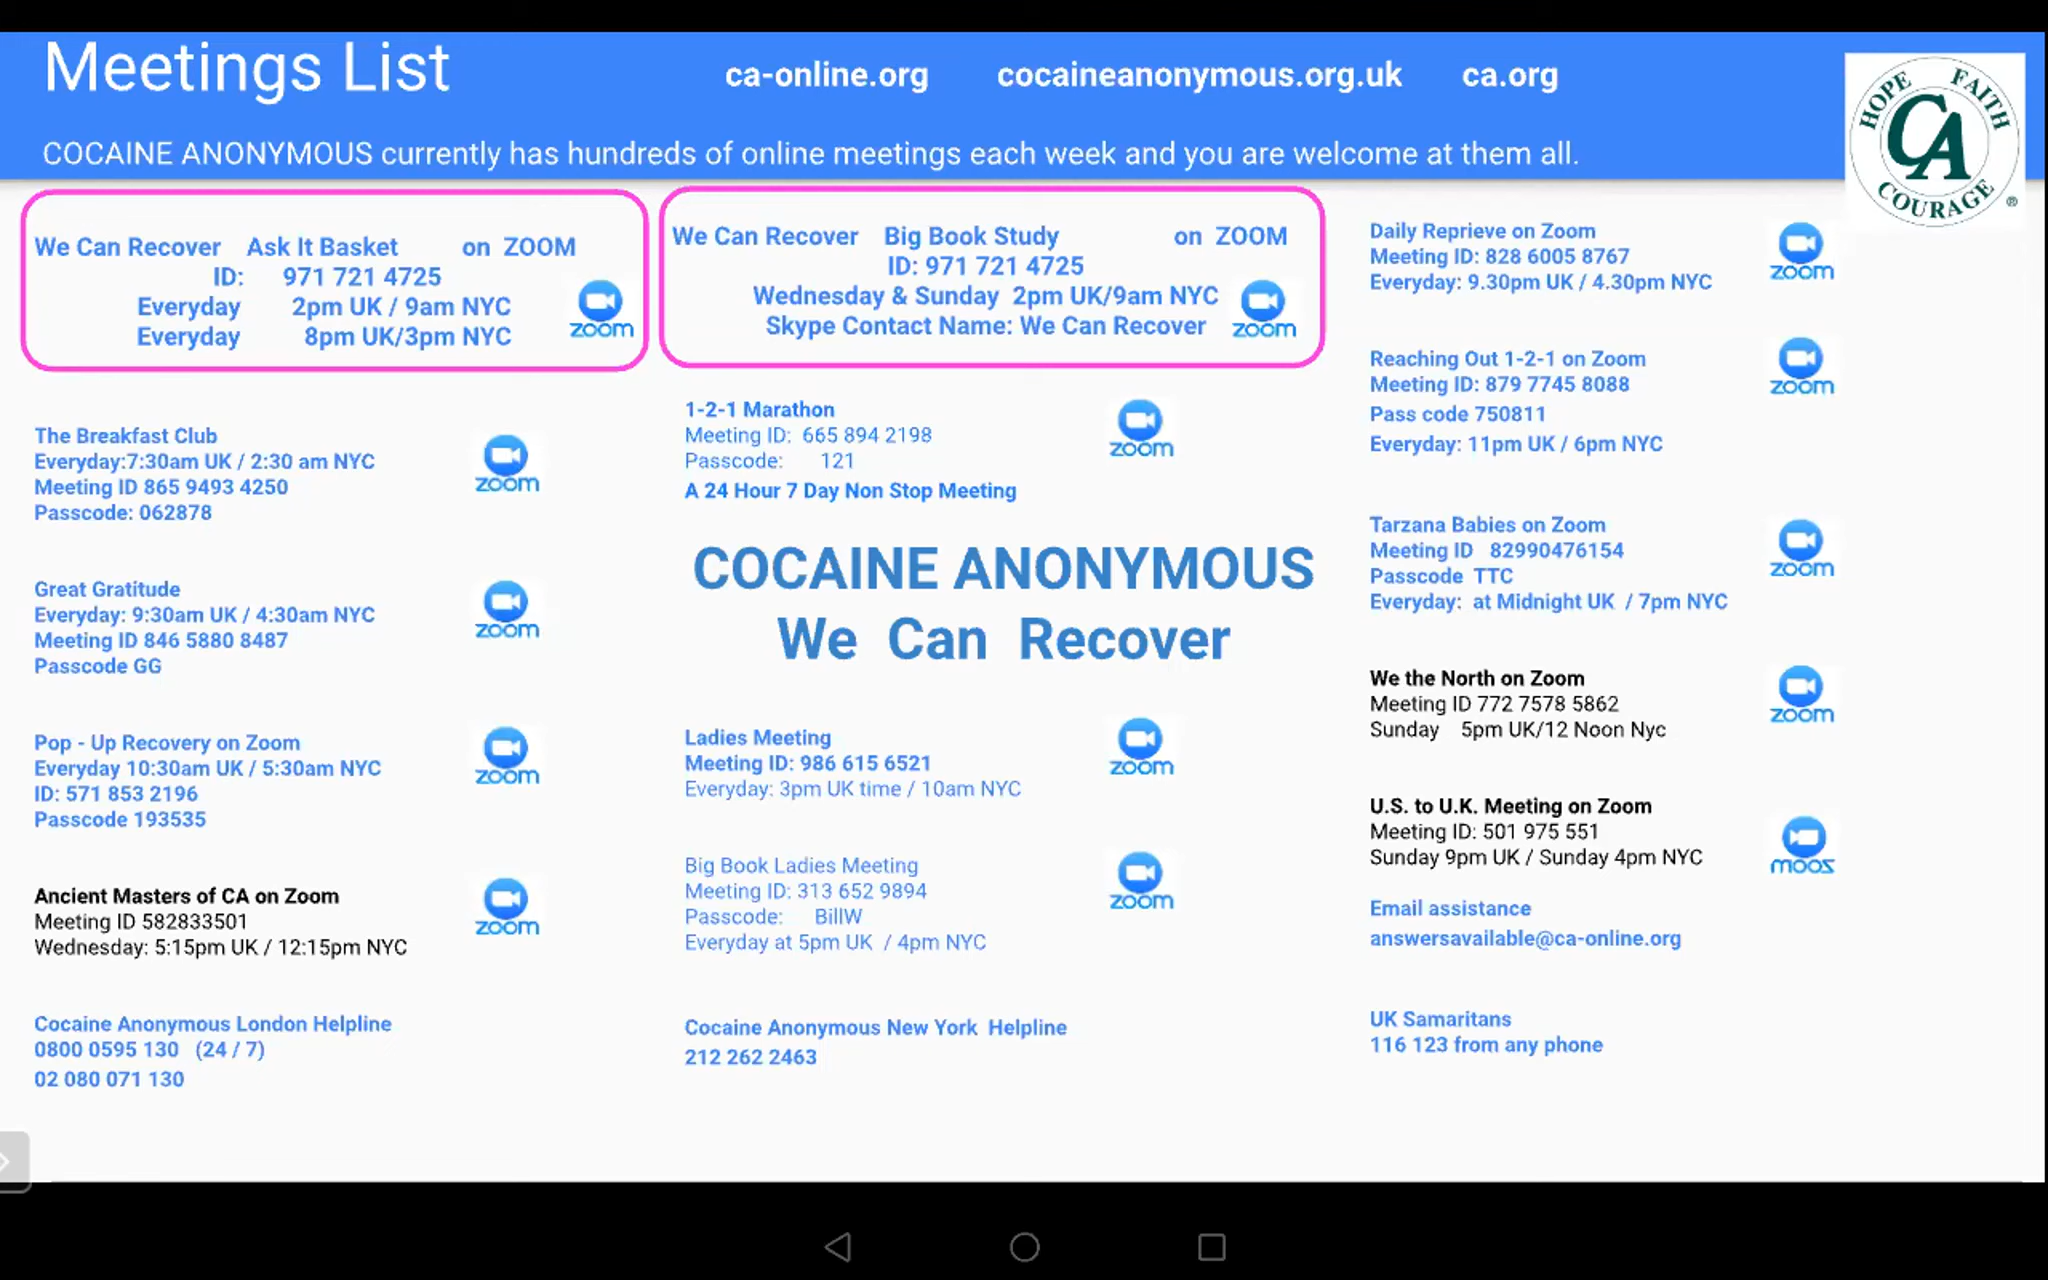 Meetings List
ca-online.org cocaineanonymous.org.uk ca.org
COCAINE ANONYMOUS currently has hundreds of online meetings each week and you are welcome at them all.
HOPE FAITH
CA
COURAGE ®
We Can Recover Ask It Basket on ZOOM
ID: 971 721 4725
Everyday 2pm UK / 9am NYC
Everyday 8pm UK/3pm NYC
zoom
The Breakfast Club
Everyday:7:30am UK / 2:30 am NYC
Meeting ID 865 9493 4250
Passcode: 062878
zoom
Great Gratitude
Everyday: 9:30am UK / 4:30am NYC
Meeting ID 846 5880 8487
Passcode GG
zoom
Pop - Up Recovery on Zoom
Everyday 10:30am UK / 5:30am NYC
ID: 571 853 2196
Passcode 193535
zoom
Ancient Masters of CA on Zoom
Meeting ID 582833501
Wednesday: 5:15pm UK / 12:15pm NYC
zoom
Cocaine Anonymous London Helpline
0800 0595 130 (24 / 7)
02 080 071 130
We Can Recover Big Book Study on ZOOM
ID: 971 721 4725
Wednesday & Sunday 2pm UK/9am NYC
Skype Contact Name: We Can Recover
zoom
1-2-1 Marathon
Meeting ID: 665 894 2198
Passcode: 121
A 24 Hour 7 Day Non Stop Meeting
zoom
COCAINE ANONYMOUS
We Can Recover
Ladies Meeting
Meeting ID: 986 615 6521
Everyday: 3pm UK time / 10am NYC
zoom
Big Book Ladies Meeting
Meeting ID: 313 652 9894
Passcode: BillW
Everyday at 5pm UK / 4pm NYC
zoom
Cocaine Anonymous New York Helpline
212 262 2463
Daily Reprieve on Zoom
Meeting ID: 828 6005 8767
Everyday: 9.30pm UK / 4.30pm NYC
zoom
Reaching Out 1-2-1 on Zoom
Meeting ID: 879 7745 8088
Pass code 750811
Everyday: 11pm UK / 6pm NYC
zoom
Tarzana Babies on Zoom
Meeting ID 82990476154
Passcode TTC
Everyday: at Midnight UK / 7pm NYC
zoom
We the North on Zoom
Meeting ID 772 7578 5862
Sunday 5pm UK/12 Noon Nyc
zoom
U.S. to U.K. Meeting on Zoom
Meeting ID: 501 975 551
Sunday 9pm UK / Sunday 4pm NYC
zoom
Email assistance
answersavailable@ca-online.org
UK Samaritans
116 123 from any phone